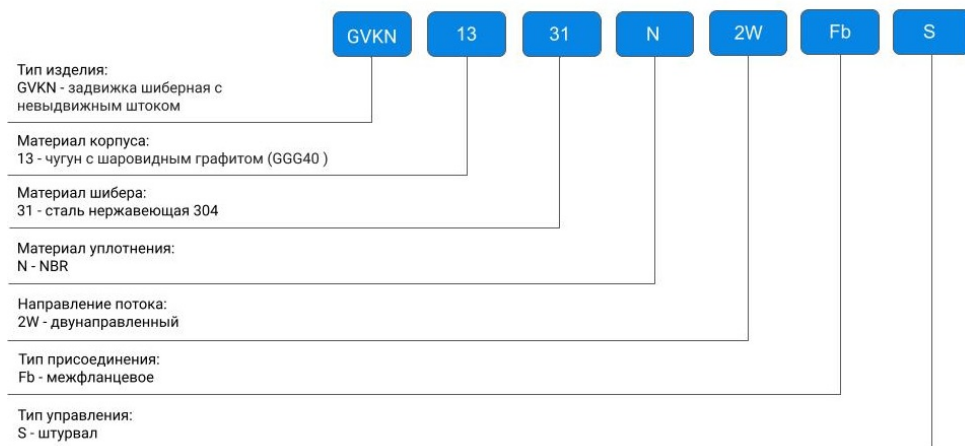 GVKN 13 31 N 2W Fb S
Тип изделия:
GVKN - задвижка шиберная с
невыдвижным штоком
Материал корпуса:
13 - чугун с шаровидным графитом (GGG40 )
Материал шибера:
31 - сталь нержавеющая 304
Материал уплотнения:
N - NBR
Направление потока:
2W - двунаправленный
Тип присоединения:
Fb - межфланцевое
Тип управления:
S - штурвал